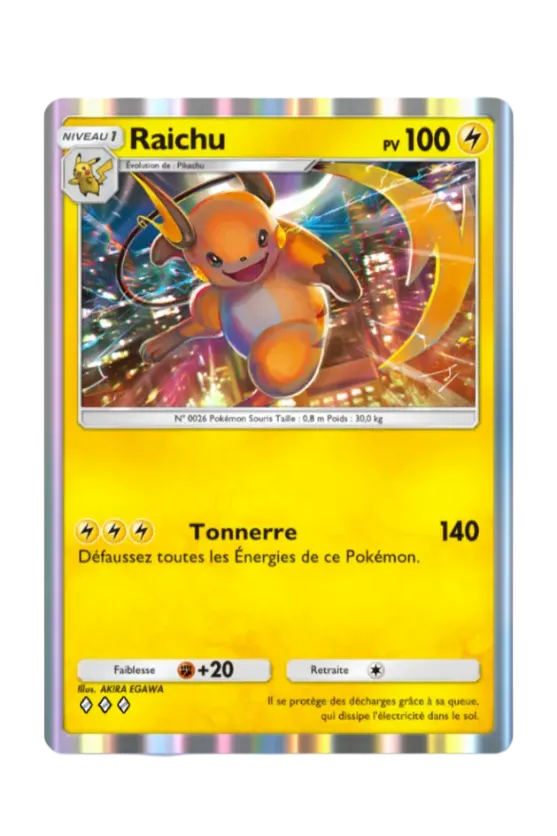 NIVEAU 1
Raichu
PV 100
Évolution de : Pikachu
N° 0026 Pokémon Souris Taille : 0,8 m Poids : 30,0 kg
Tonnerre 140
Défaussez toutes les Énergies de ce Pokémon.
Faiblesse +20 Retraite
Illus. AKIRA EGAWA
Il se protège des décharges grâce à sa queue,
qui dissipe l'électricité dans le sol.